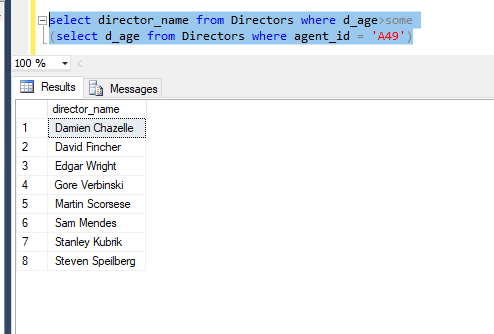 select director_name from Directors where d_age>some
(select d_age from Directors where agent_id = 'A49')
100 %
Results Messages
director_name
1 Damien Chazelle
2 David Fincher
3 Edgar Wright
4 Gore Verbinski
5 Martin Scorsese
6 Sam Mendes
7 Stanley Kubrik
8 Steven Speilberg